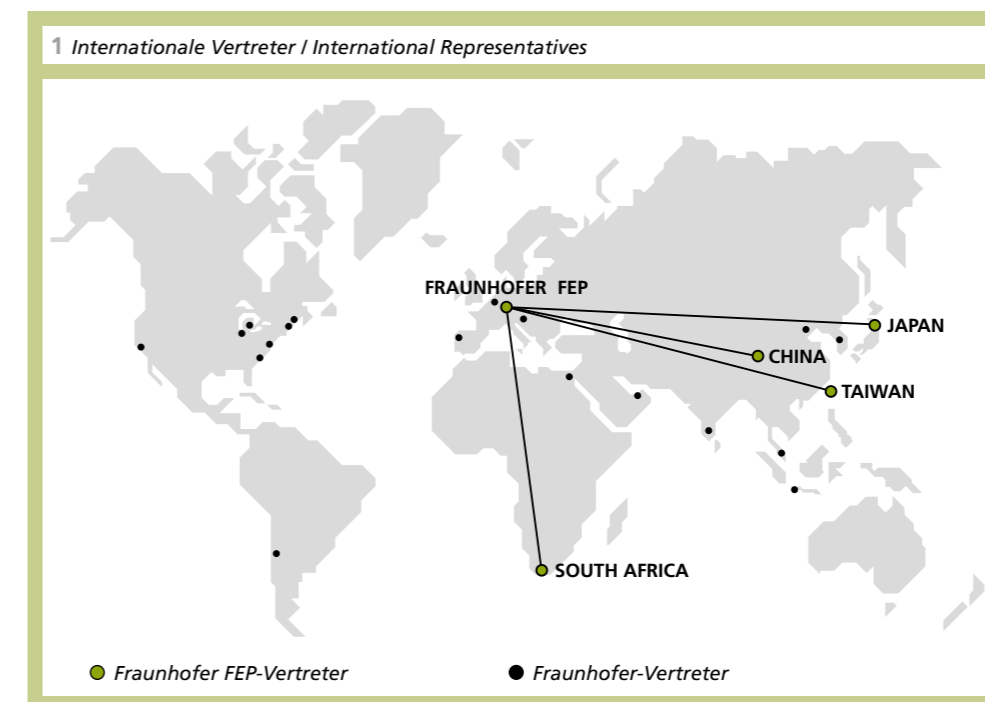 1 Internationale Vertreter / International Representatives
FRAUNHOFER FEP
JAPAN
CHINA
TAIWAN
SOUTH AFRICA
Fraunhofer FEP-Vertreter
Fraunhofer-Vertreter